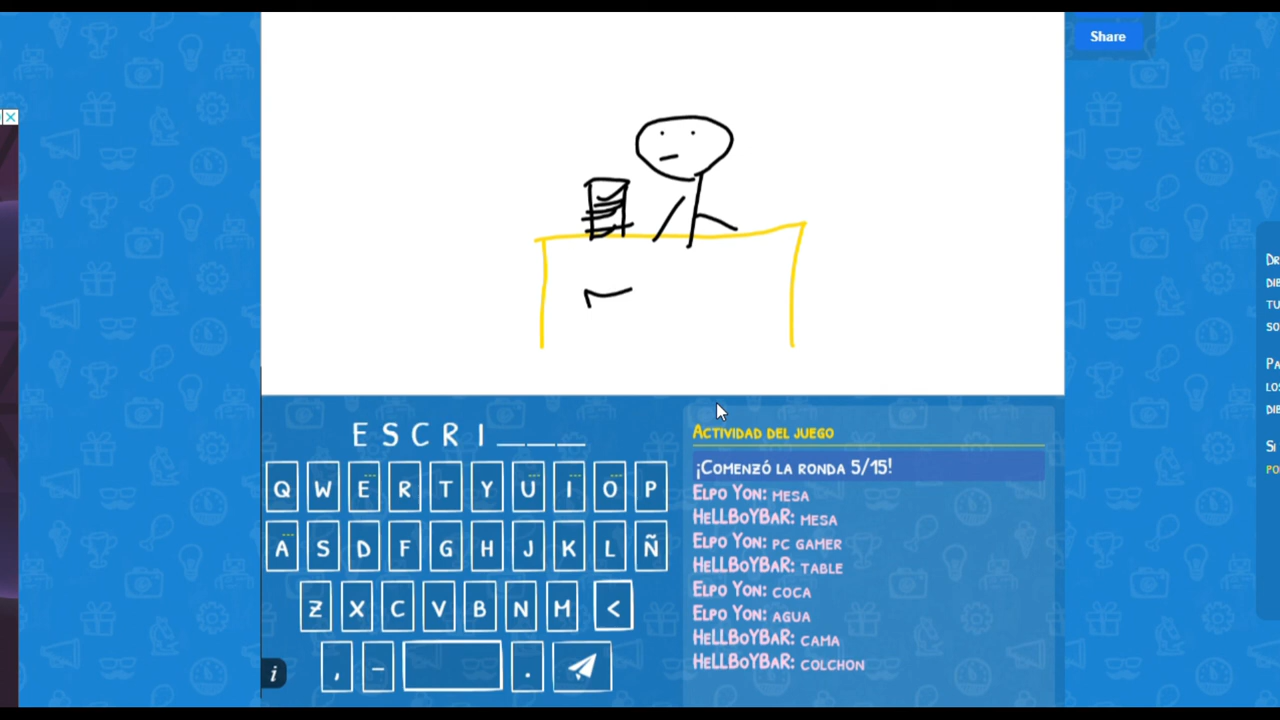 Share
E S C R I _ _ _
Q W E R T Y U I O P
A S D F G H J K L Ñ
Z X C V B N M <
, - .
i
ACTIVIDAD DEL JUEGO
¡COMENZÓ LA RONDA 5/15!
ELPO YON: MESA
HELLBOYBAR: MESA
ELPO YON: PC GAMER
HELLBOYBAR: TABLE
ELPO YON: COCA
ELPO YON: AGUA
HELLBOYBAR: CAMA
HELLBOYBAR: COLCHON